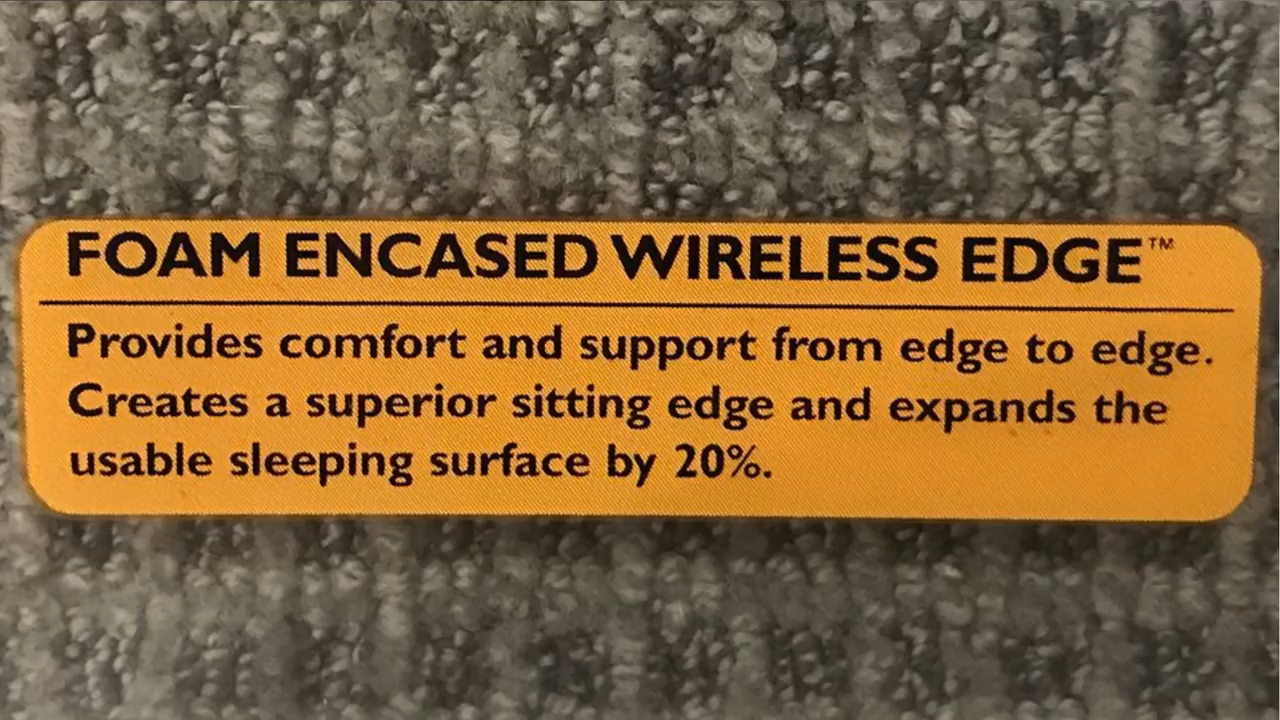 FOAM ENCASED WIRELESS EDGE™
Provides comfort and support from edge to edge.
Creates a superior sitting edge and expands the
usable sleeping surface by 20%.